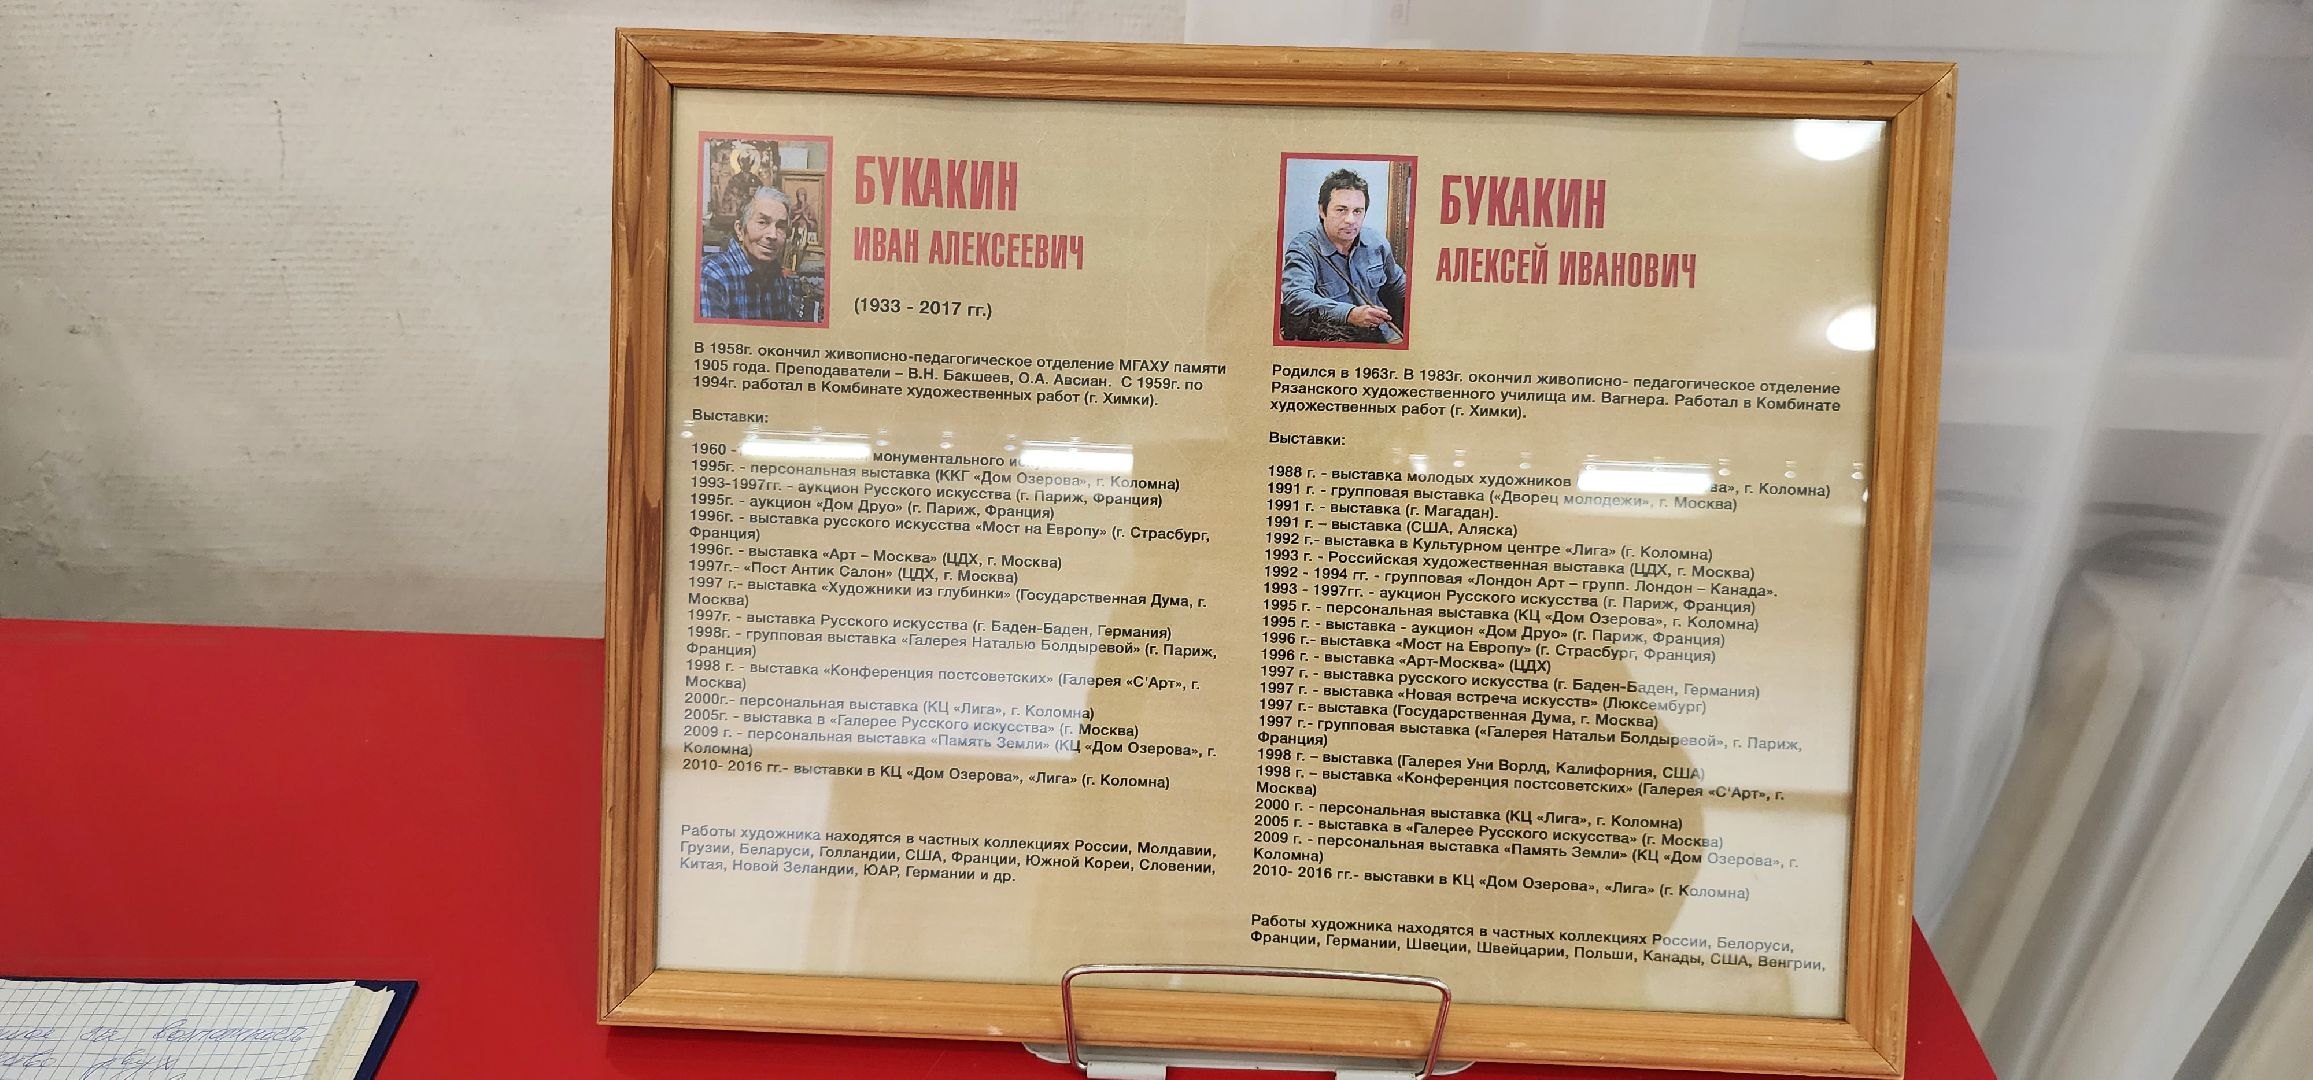 БУКАКИН
ИВАН АЛЕКСЕЕВИЧ
(1933 - 2017 гг.)
В 1958г. окончил живописно-педагогическое отделение МГАХУ памяти
1905 года. Преподаватели – В.Н. Бакшеев, О.А. Авсиан. С 1959г. по
1994г. работал в Комбинате художественных работ (г. Химки).
Выставки:
1960 - монументального
1995г. - персональная выставка (ККГ «Дом Озерова», г. Коломна)
1993-1997гг. - аукцион Русского искусства (г. Париж, Франция)
1995г. - аукцион «Дом Друо» (г. Париж, Франция)
1996г. - выставка русского искусства «Мост на Европу» (г. Страсбург,
Франция)
1996г. - выставка «Арт – Москва» (ЦДХ, г. Москва)
1997г.- «Пост Антик Салон» (ЦДХ, г. Москва)
1997 г.- выставка «Художники из глубинки» (Государственная Дума, г.
Москва)
1997г. - выставка Русского искусства (г. Баден-Баден, Германия)
1998г. - групповая выставка «Галерея Наталью Болдыревой» (г. Париж,
Франция)
1998 г. - выставка «Конференция постсоветских» (Галерея «С'Арт», г.
Москва)
2000г.- персональная выставка (КЦ «Лига», г. Коломна)
2005г. - выставка в «Галерее Русского искусства» (г. Москва)
2009 г. - персональная выставка «Память Земли» (КЦ «Дом Озерова», г.
Коломна)
2010- 2016 гг.- выставки в КЦ «Дом Озерова», «Лига» (г. Коломна)
Работы художника находятся в частных коллекциях России, Молдавии,
Грузии, Беларуси, Голландии, США, Франции, Южной Кореи, Словении,
Китая, Новой Зеландии, ЮАР, Германии и др.
БУКАКИН
АЛЕКСЕЙ ИВАНОВИЧ
Родился в 1963г. В 1983г. окончил живописно- педагогическое отделение
Рязанского художественного училища им. Вагнера. Работал в Комбинате
художественных работ (г. Химки).
Выставки:
1988 г. - выставка молодых художников г. Коломна)
1991 г. - групповая выставка («Дворец молодежи», г. Москва)
1991 г. - выставка (г. Магадан).
1991 г. – выставка (США, Аляска)
1992 г.- выставка в Культурном центре «Лига» (г. Коломна)
1993 г. - Российская художественная выставка (ЦДХ, г. Москва)
1992 - 1994 гг. - групповая «Лондон Арт – групп. Лондон – Канада».
1993 - 1997гг. - аукцион Русского искусства (г. Париж, Франция)
1995 г. - персональная выставка (КЦ «Дом Озерова», г. Коломна)
1995 г. - выставка - аукцион «Дом Друо» (г. Париж, Франция)
1996 г.- выставка «Мост на Европу» (г. Страсбург, Франция)
1996 г. - выставка «Арт-Москва» (ЦДХ)
1997 г. - выставка русского искусства (г. Баден-Баден, Германия)
1997 г. - выставка «Новая встреча искусств» (Люксембург)
1997 г.- выставка (Государственная Дума, г. Москва)
1997 г.- групповая выставка («Галерея Натальи Болдыревой», г. Париж,
Франция)
1998 г. – выставка (Галерея Уни Ворлд, Калифорния, США)
1998 г. – выставка «Конференция постсоветских» (Галерея «С'Арт», г.
Москва)
2000 г. - персональная выставка (КЦ «Лига», г. Коломна)
2005 г. - выставка в «Галерее Русского искусства» (г. Москва)
2009 г. - персональная выставка «Память Земли» (КЦ «Дом Озерова», г.
Коломна)
2010- 2016 гг.- выставки в КЦ «Дом Озерова», «Лига» (г. Коломна)
Работы художника находятся в частных коллекциях России, Белоруси,
Франции, Германии, Швеции, Швейцарии, Польши, Канады, США, Венгрии,
за возможность
двух